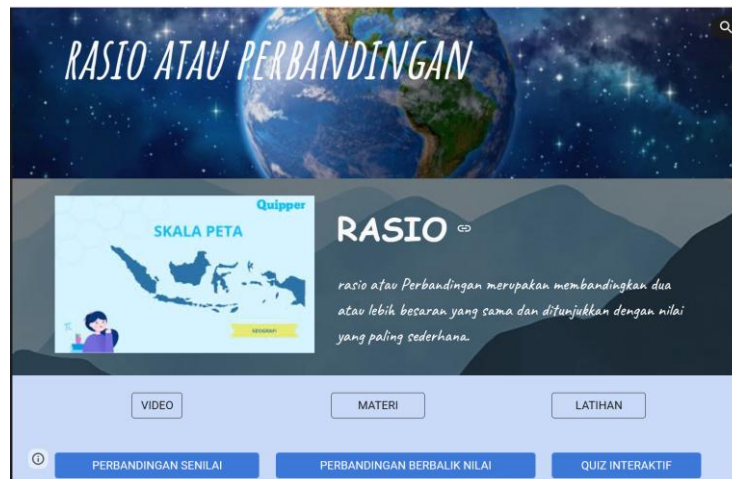 RASIO ATAU PERBANDINGAN
Quipper
SKALA PETA
GEOGRAFI
RASIO
rasio atau Perbandingan merupakan membandingkan dua
atau lebih besaran yang sama dan ditunjukkan dengan nilai
yang paling sederhana.
VIDEO
MATERI
LATIHAN
PERBANDINGAN SENILAI
PERBANDINGAN BERBALIK NILAI
QUIZ INTERAKTIF